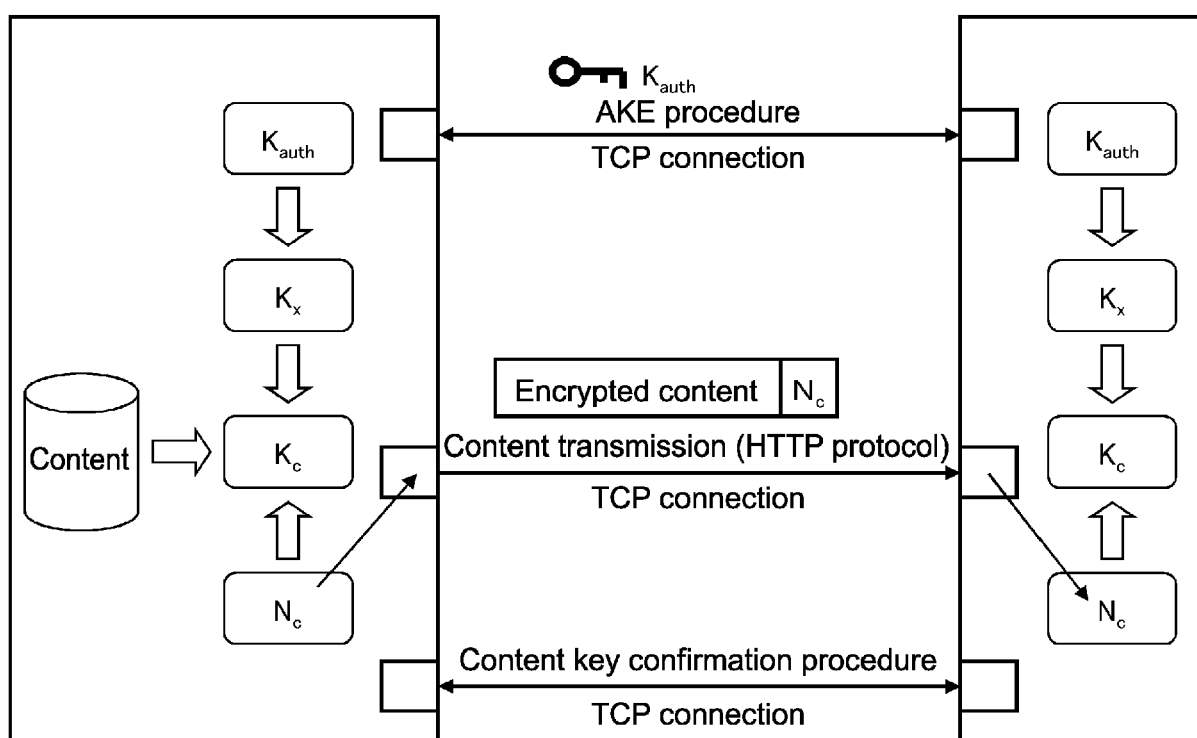 K_auth
AKE procedure
TCP connection
K_auth
K_auth
K_x
K_x
Encrypted content N_c
Content
K_c
Content transmission (HTTP protocol)
TCP connection
K_c
N_c
N_c
Content key confirmation procedure
TCP connection